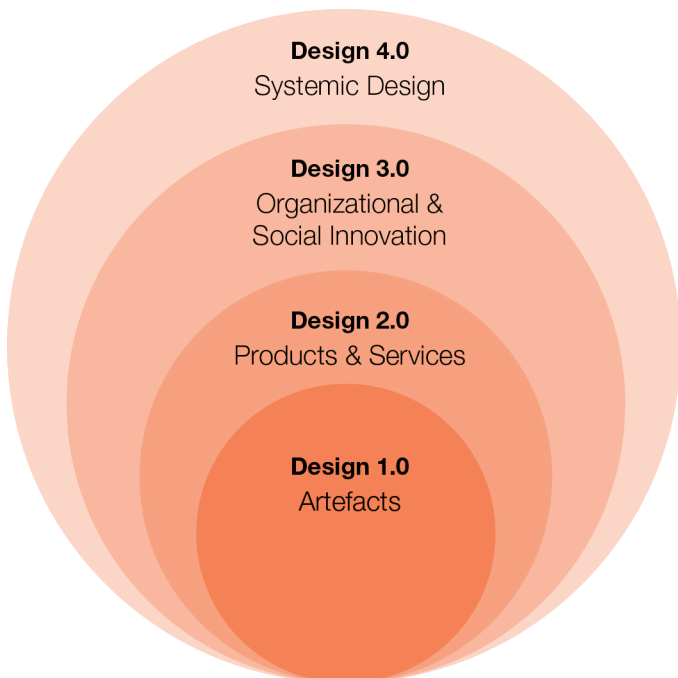 Design 4.0
Systemic Design
Design 3.0
Organizational &
Social Innovation
Design 2.0
Products & Services
Design 1.0
Artefacts